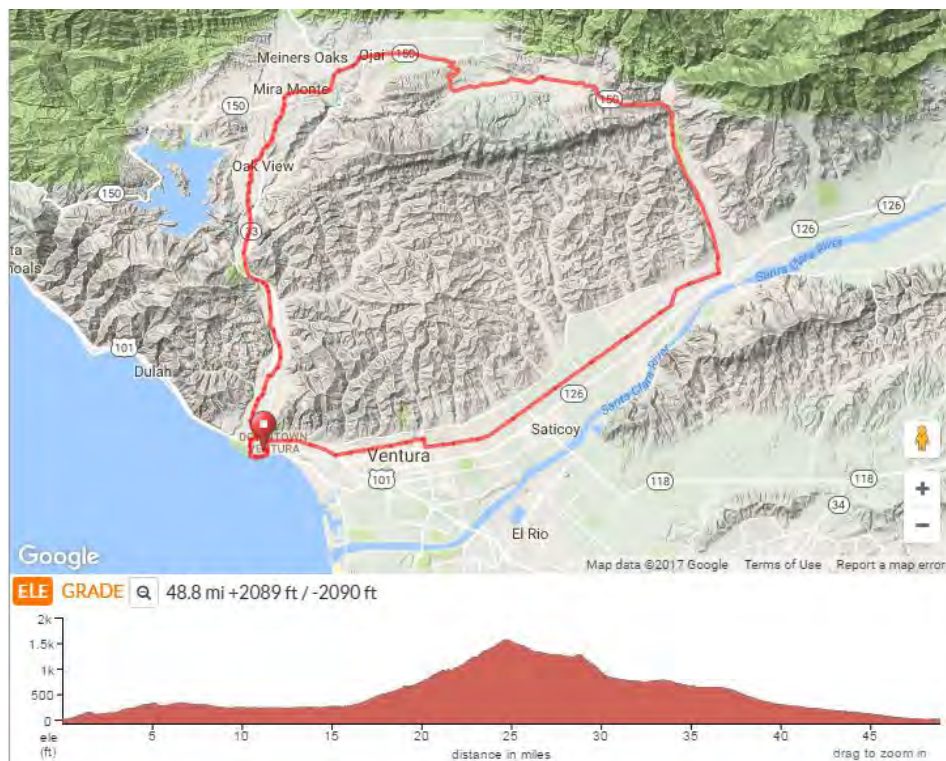 Meiners Oaks
Ojai
150
Mira Monte
150
150
Oak View
150
33
126
126
126
Santa Clara River
101
Dulah
126
Santa Clara River
Saticoy
DOWNTOWN
VENTURA
Ventura
101
118
118
34
El Rio
+
−
Google
Map data ©2017 Google Terms of Use Report a map error
ELE GRADE 48.8 mi +2089 ft / -2090 ft
2k
1.5k
1k
500
0
ele
(ft)
5 10 15 20 25 30 35 40 45
distance in miles
drag to zoom in